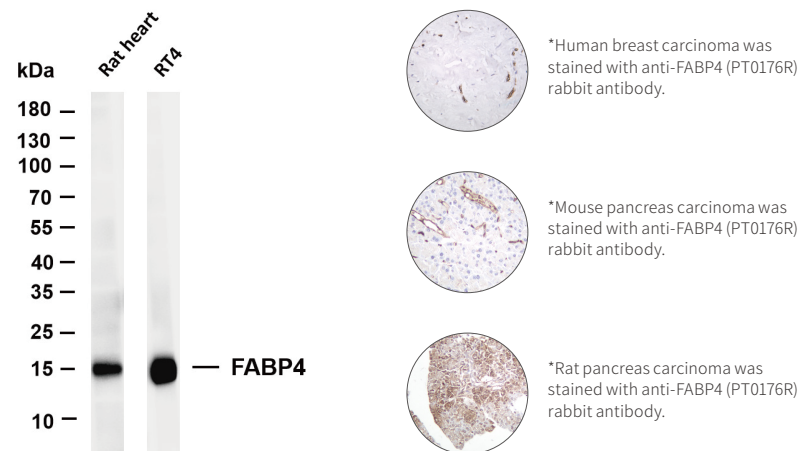 kDa
Rat heart
RT4
180
130
100
70
55
40
35
25
15
10
FABP4
*Human breast carcinoma was
stained with anti-FABP4 (PT0176R)
rabbit antibody.
*Mouse pancreas carcinoma was
stained with anti-FABP4 (PT0176R)
rabbit antibody.
*Rat pancreas carcinoma was
stained with anti-FABP4 (PT0176R)
rabbit antibody.